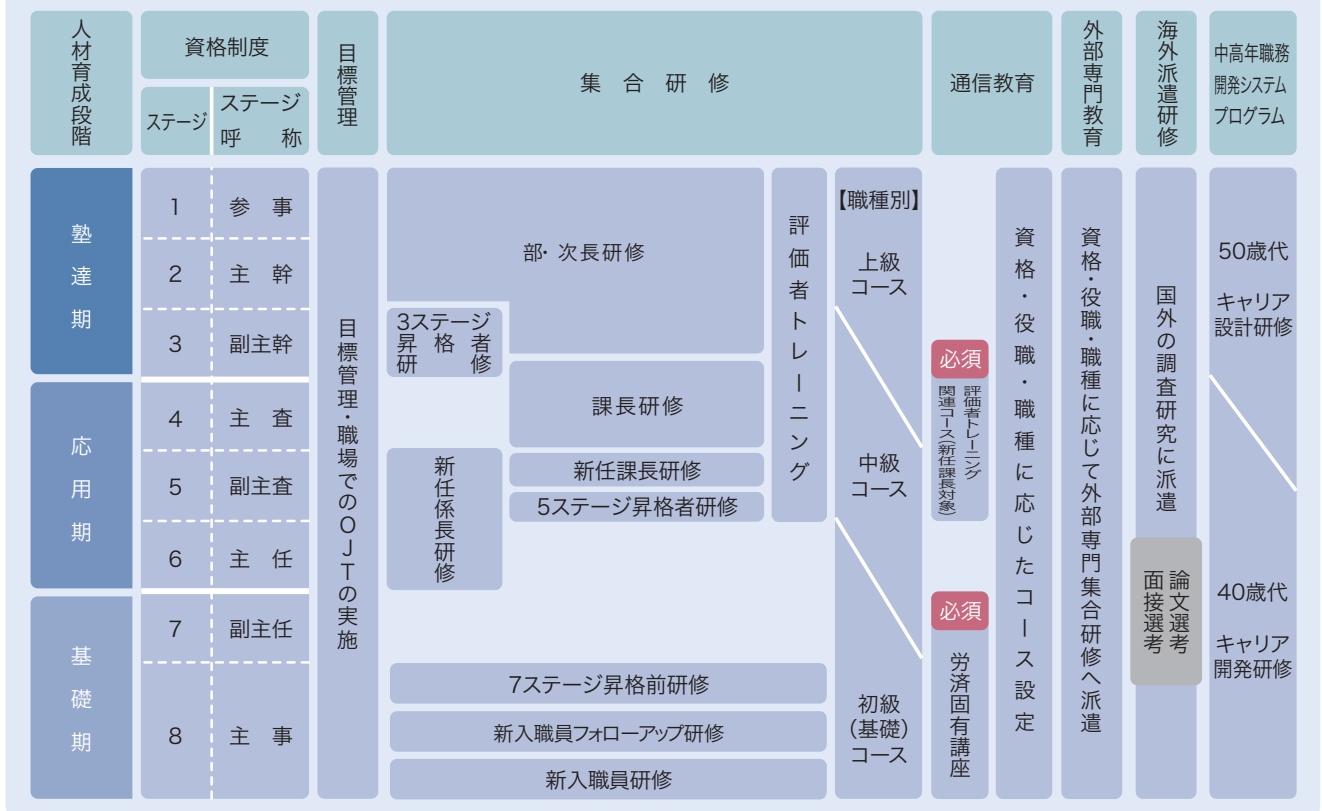 人材育成段階
資格制度
ステージ
ステージ
呼 称
目標管理
集 合 研 修
通信教育
外部専門教育
海外派遣研修
中高年職務
開発システム
プログラム
塾達期
応用期
基礎期
1 参 事
2 主 幹
3 副主幹
4 主 査
5 副主査
6 主 任
7 副主任
8 主 事
目標管理・職場でのOJTの実施
部・次長研修
3ステージ
昇 格 者
研 修
課長研修
新任係長研修
新任課長研修
5ステージ昇格者研修
7ステージ昇格前研修
新入職員フォローアップ研修
新入職員研修
評価者トレーニング
【職種別】
上級
コース
中級
コース
初級
(基礎)
コース
必須
評価者トレーニング
関連コース(新任課長対象)
必須
労済固有講座
資格・役職・職種に応じたコース設定
資格・役職・職種に応じて外部専門集合研修へ派遣
国外の調査研究に派遣
論文選考
面接選考
50歳代
キャリア
設計研修
40歳代
キャリア
開発研修